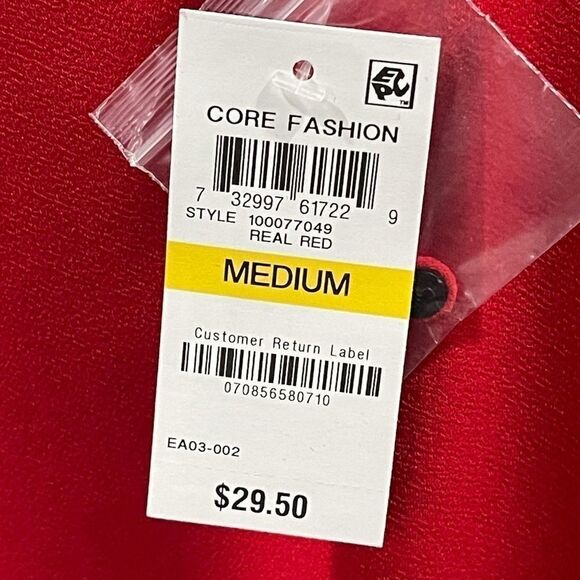 EPC™
CORE FASHION
7 32997 61722 9
STYLE 100077049
REAL RED
MEDIUM
Customer Return Label
070856580710
EA03-002
$29.50